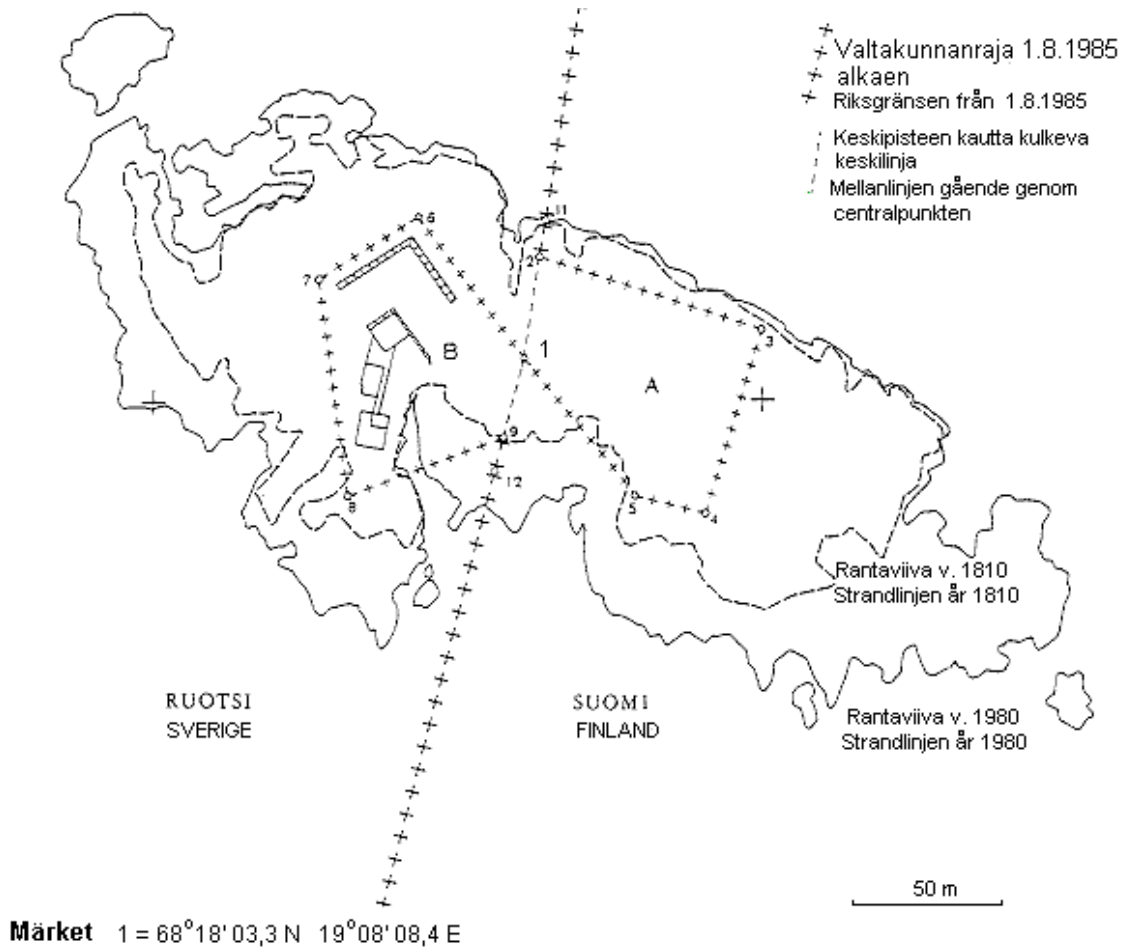 Valtakunnanraja 1.8.1985
alkaen
Riksgränsen från 1.8.1985
Keskipisteen kautta kulkeva
keskilinja
Mellanlinjen gående genom
centralpunkten
11
6
2
7
3
B
1
A
9
12
8
5
4
Rantaviiva v. 1810
Strandlinjen år 1810
RUOTSI
SVERIGE
SUOMI
FINLAND
Rantaviiva v. 1980
Strandlinjen år 1980
50 m
Märket 1 = 68°18' 03,3 N 19°08' 08,4 E